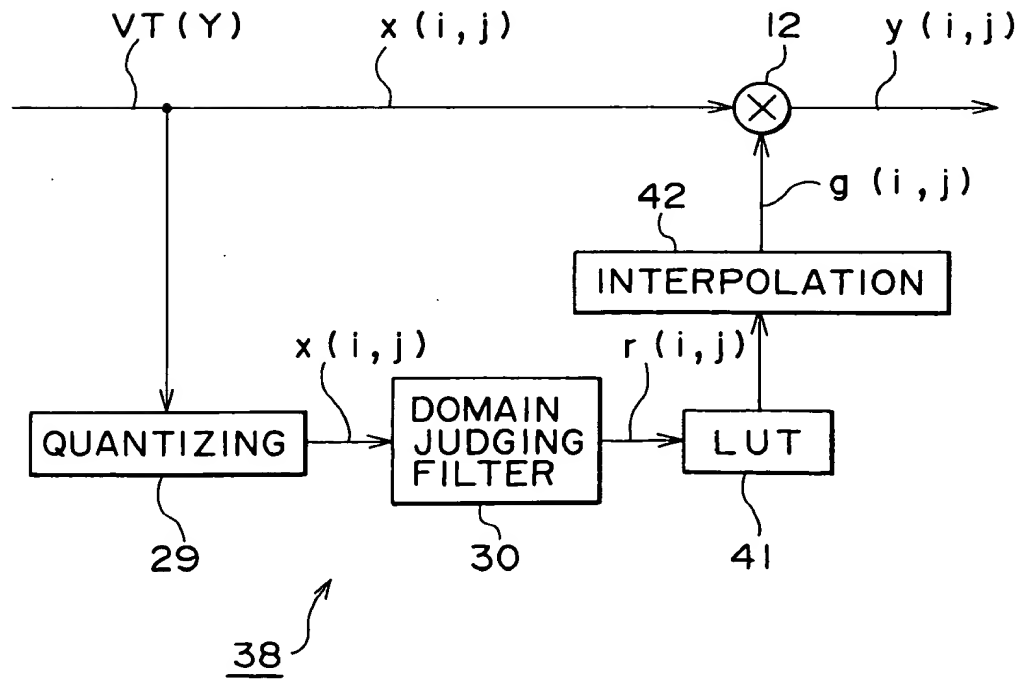 VT(Y) x(i,j) 12 y(i,j)
g(i,j)
42
INTERPOLATION
x(i,j) r(i,j)
QUANTIZING
DOMAIN
JUDGING
FILTER
LUT
29 30 41
38